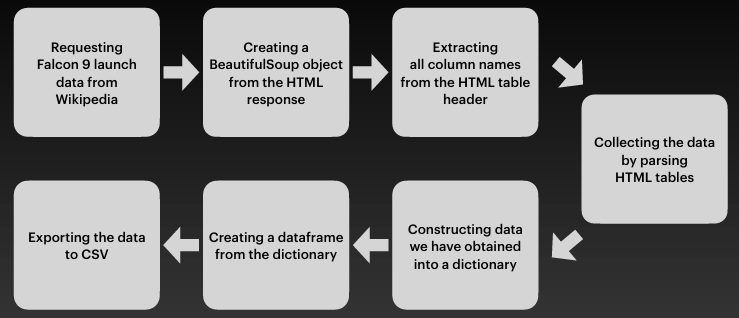 Requesting
Falcon 9 launch
data from
Wikipedia
Creating a
BeautifulSoup object
from the HTML
response
Extracting
all column names
from the HTML table
header
Collecting the data
by parsing
HTML tables
Constructing data
we have obtained
into a dictionary
Creating a dataframe
from the dictionary
Exporting the data
to CSV